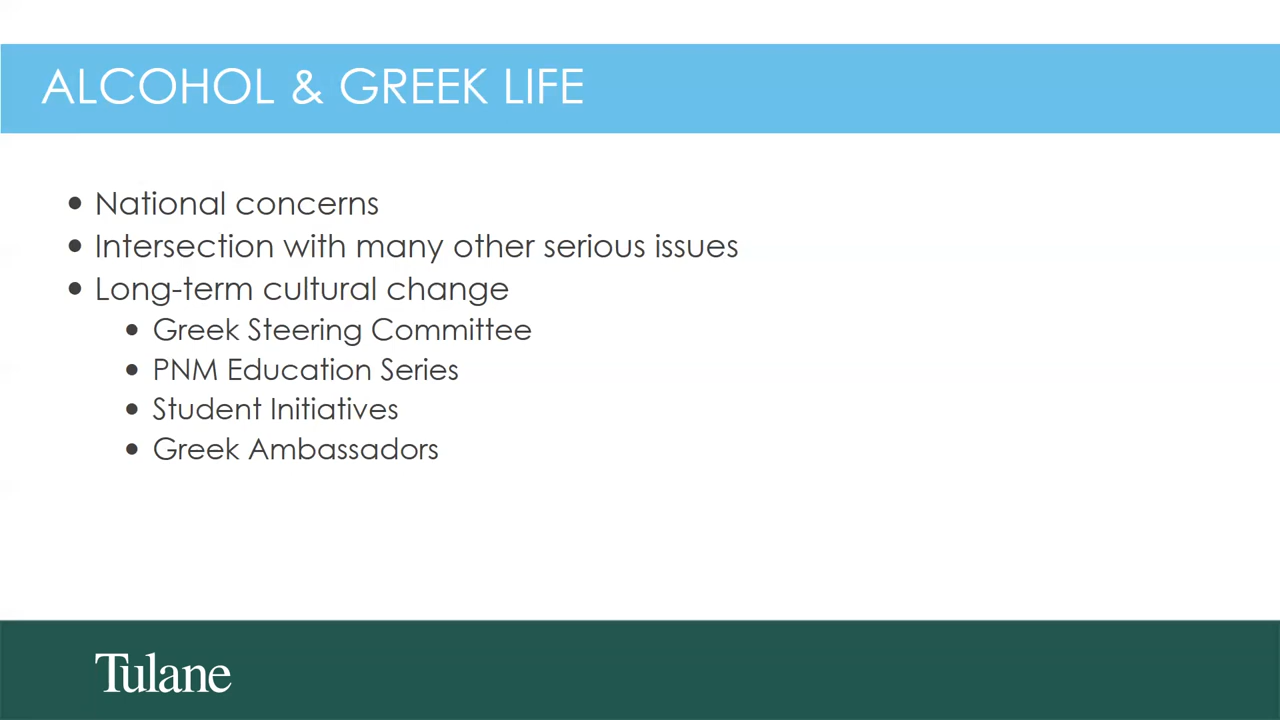 ALCOHOL & GREEK LIFE
• National concerns
• Intersection with many other serious issues
• Long-term cultural change
• Greek Steering Committee
• PNM Education Series
• Student Initiatives
• Greek Ambassadors
Tulane